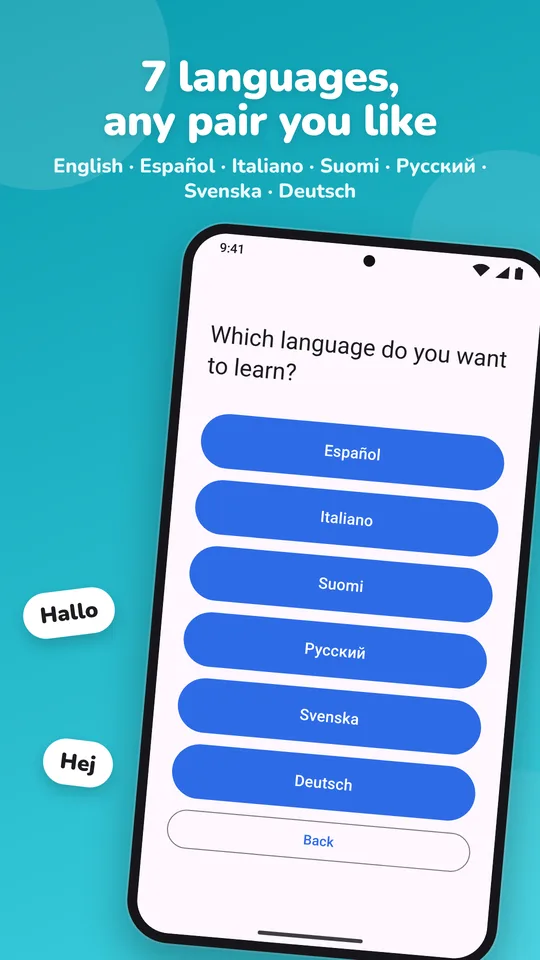 7 languages,
any pair you like
English · Español · Italiano · Suomi · Русский ·
Svenska · Deutsch
9:41
Which language do you want
to learn?
Español
Italiano
Suomi
Hallo
Русский
Svenska
Hej
Deutsch
Back